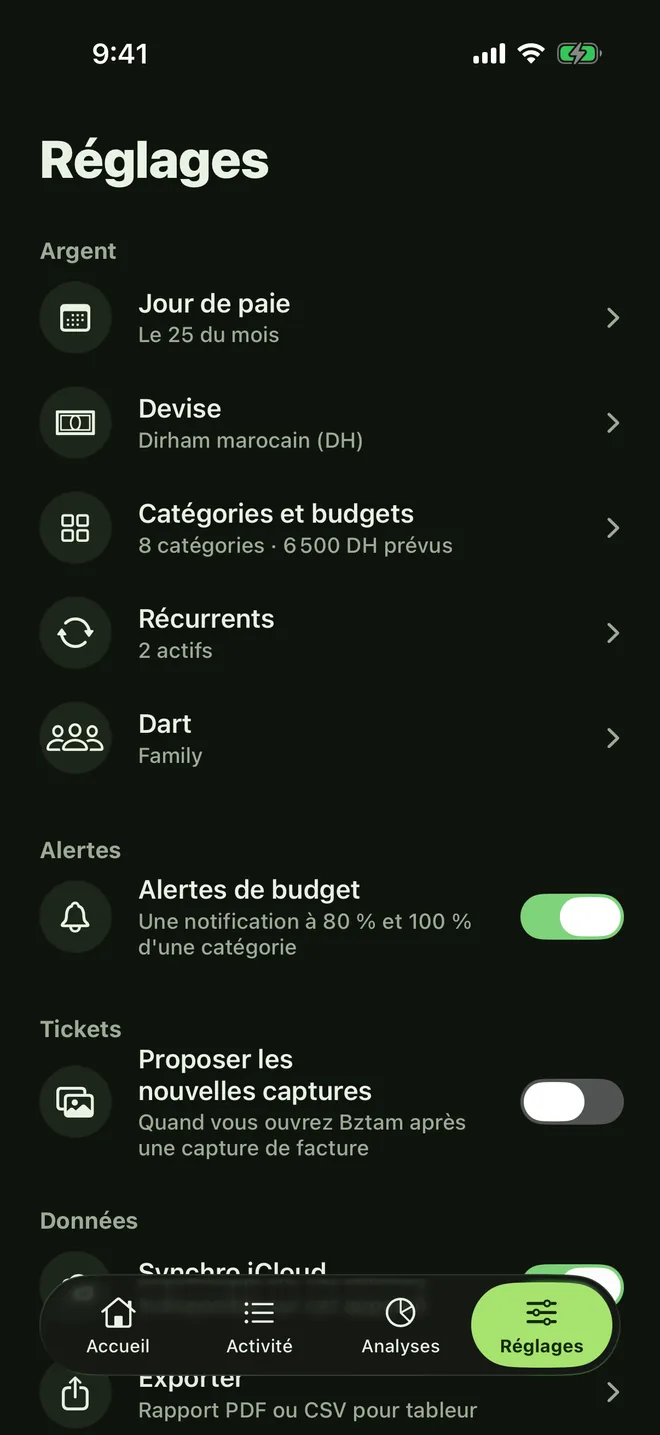 9:41
Réglages
Argent
Jour de paie
Le 25 du mois
Devise
Dirham marocain (DH)
Catégories et budgets
8 catégories · 6 500 DH prévus
Récurrents
2 actifs
Dart
Family
Alertes
Alertes de budget
Une notification à 80 % et 100 %
d'une catégorie
Tickets
Proposer les
nouvelles captures
Quand vous ouvrez Bztam après
une capture de facture
Données
Synchro iCloud
Accueil
Activité
Analyses
Réglages
Exporter
Rapport PDF ou CSV pour tableur